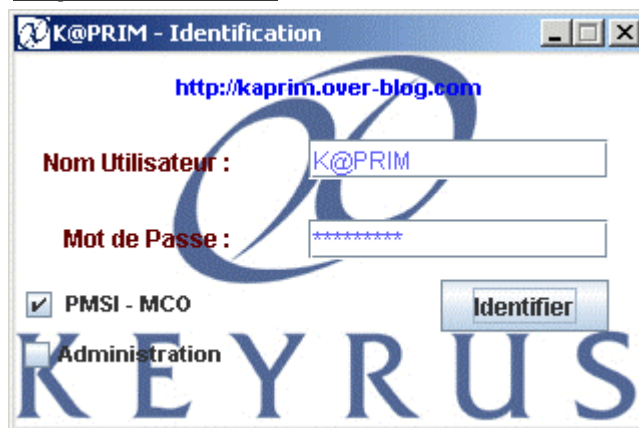 K@PRIM - Identification
http://kaprim.over-blog.com
Nom Utilisateur : K@PRIM
Mot de Passe : *********
PMSI - MCO
Identifier
Administration
KEYRUS